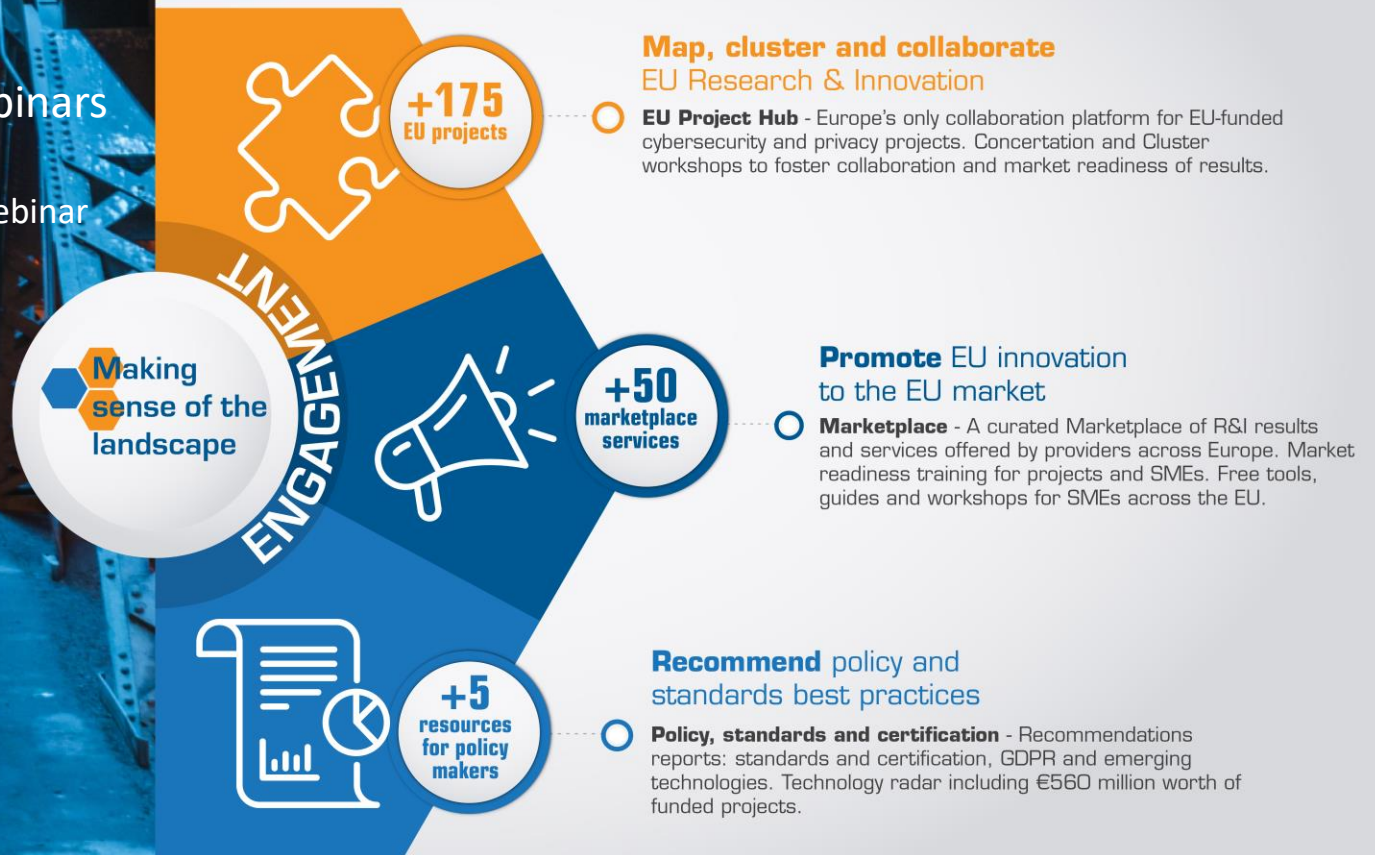 Making
sense of the
landscape
ENGAGEMENT
+175
EU projects
Map, cluster and collaborate
EU Research & Innovation
EU Project Hub - Europe's only collaboration platform for EU-funded
cybersecurity and privacy projects. Concertation and Cluster
workshops to foster collaboration and market readiness of results.
+50
marketplace
services
Promote EU innovation
to the EU market
Marketplace - A curated Marketplace of R&I results
and services offered by providers across Europe. Market
readiness training for projects and SMEs. Free tools,
guides and workshops for SMEs across the EU.
+5
resources
for policy
makers
Recommend policy and
standards best practices
Policy, standards and certification - Recommendations
reports: standards and certification, GDPR and emerging
technologies. Technology radar including €560 million worth of
funded projects.